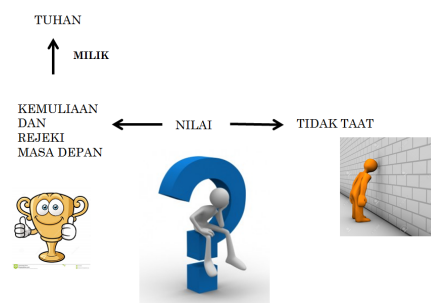 TUHAN
MILIK
KEMULIAAN
DAN
REJEKI
MASA DEPAN
NILAI
TIDAK TAAT